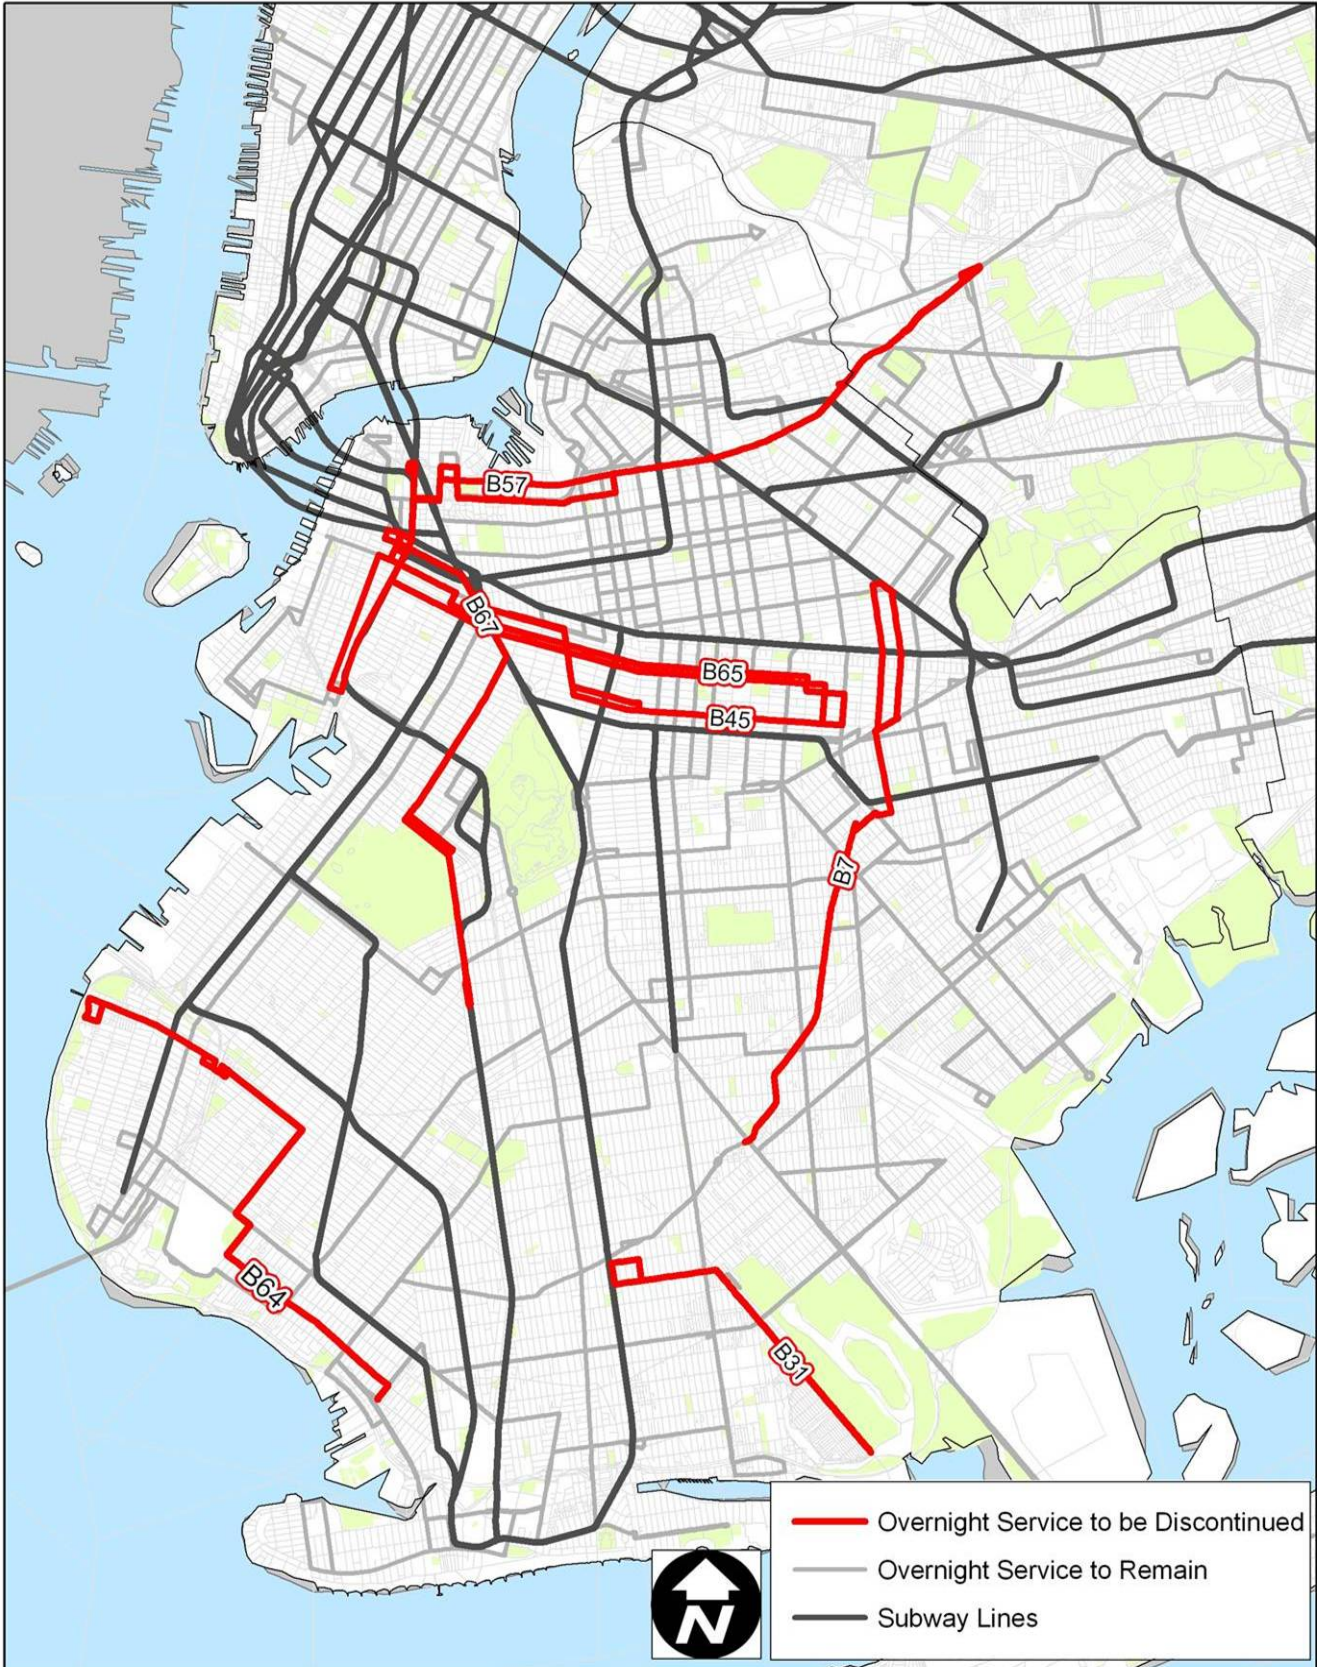 B57
B67
B65
B45
B7
B64
B31
Overnight Service to be Discontinued
Overnight Service to Remain
Subway Lines
N